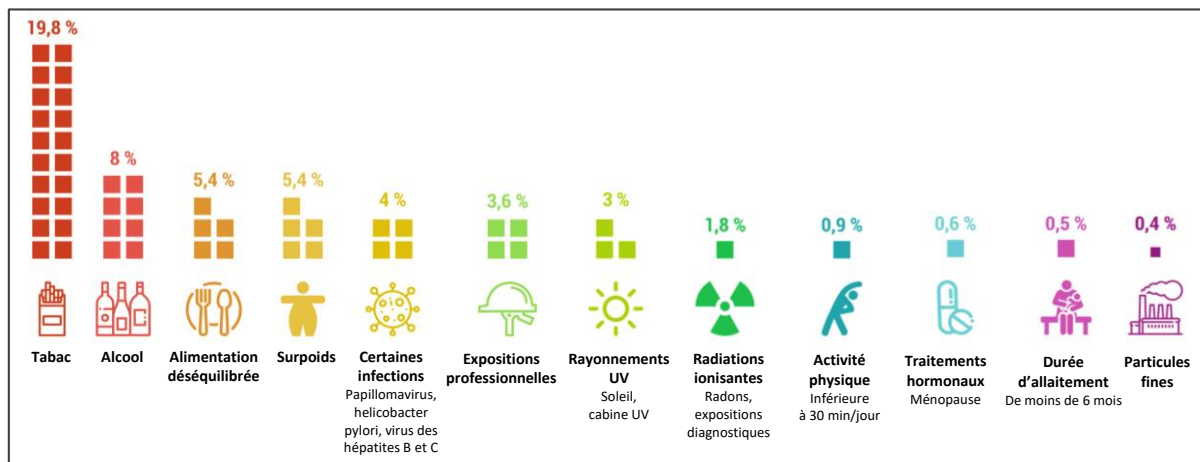 19,8 %
8 %
5,4 %
5,4 %
4 %
3,6 %
3 %
1,8 %
0,9 %
0,6 %
0,5 %
0,4 %
Tabac
Alcool
Alimentation
déséquilibrée
Surpoids
Certaines
infections
Papillomavirus,
helicobacter
pylori, virus des
hépatites B et C
Expositions
professionnelles
Rayonnements
UV
Soleil,
cabine UV
Radiations
ionisantes
Radons,
expositions
diagnostiques
Activité
physique
Inférieure
à 30 min/jour
Traitements
hormonaux
Ménopause
Durée
d’allaitement
De moins de 6 mois
Particules
fines